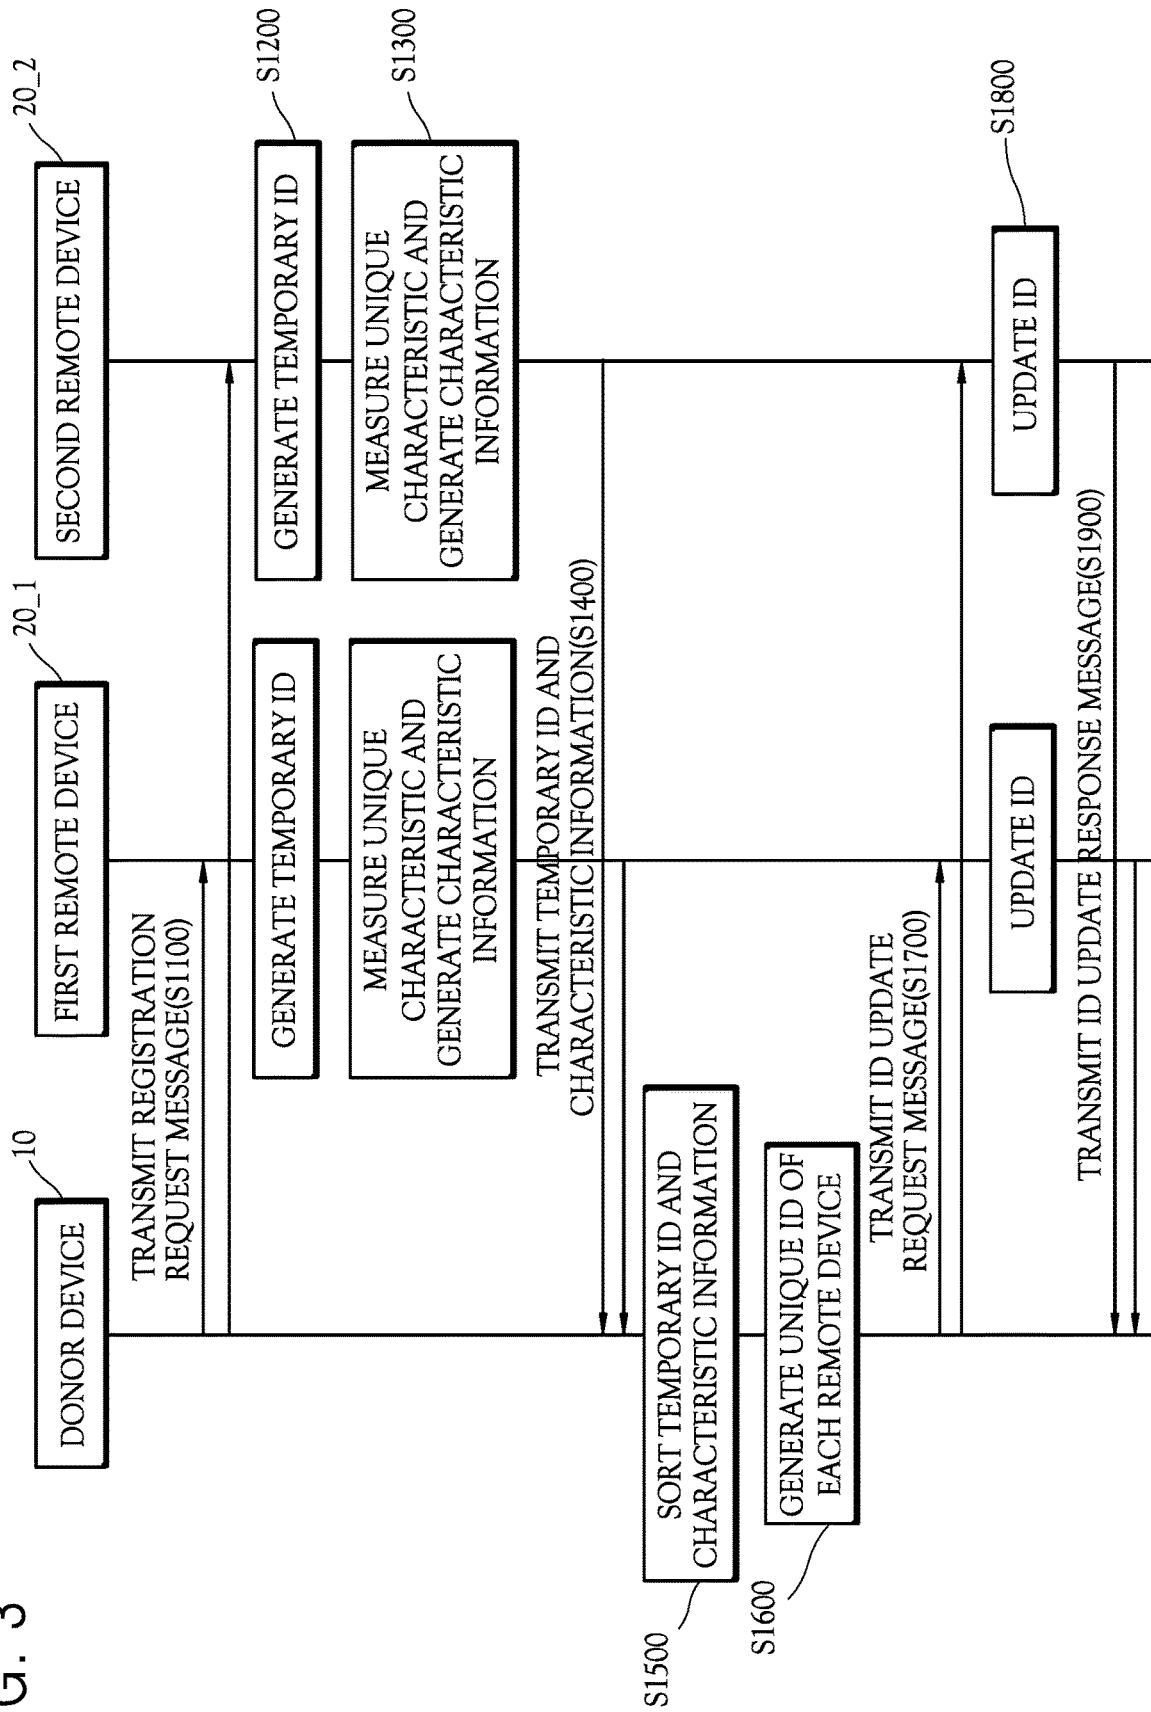 G. 3
10
20_1
20_2
DONOR DEVICE
FIRST REMOTE DEVICE
SECOND REMOTE DEVICE
TRANSMIT REGISTRATION
REQUEST MESSAGE(S1100)
GENERATE TEMPORARY ID
GENERATE TEMPORARY ID
S1200
MEASURE UNIQUE
CHARACTERISTIC AND
GENERATE CHARACTERISTIC
INFORMATION
MEASURE UNIQUE
CHARACTERISTIC AND
GENERATE CHARACTERISTIC
INFORMATION
S1300
TRANSMIT TEMPORARY ID AND
CHARACTERISTIC INFORMATION(S1400)
S1500
SORT TEMPORARY ID AND
CHARACTERISTIC INFORMATION
S1600
GENERATE UNIQUE ID OF
EACH REMOTE DEVICE
TRANSMIT ID UPDATE
REQUEST MESSAGE(S1700)
UPDATE ID
UPDATE ID
S1800
TRANSMIT ID UPDATE RESPONSE MESSAGE(S1900)